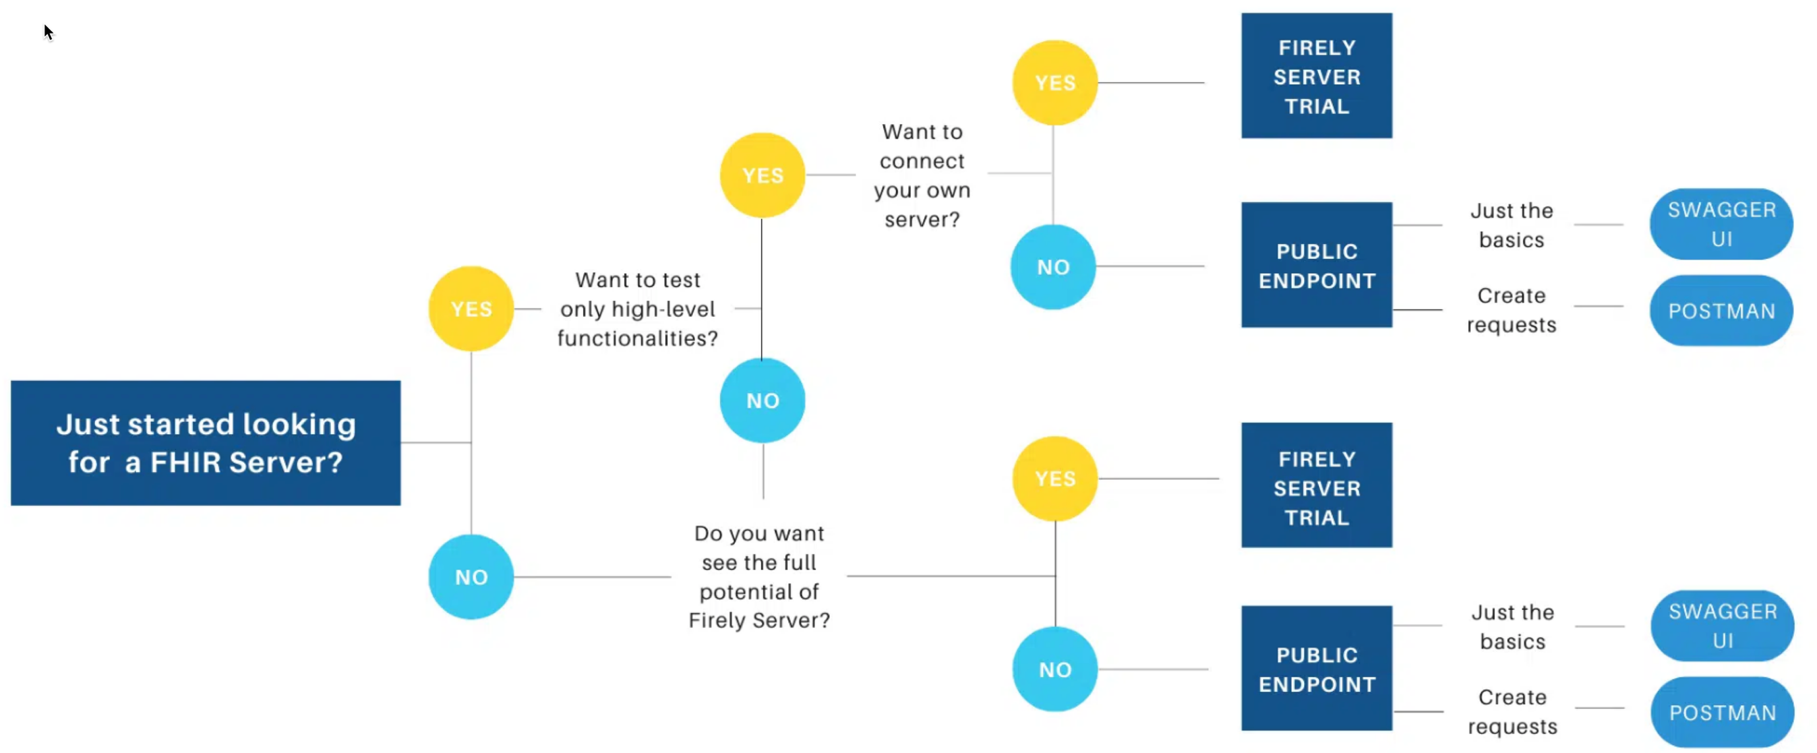 Just started looking
for a FHIR Server?
YES
NO
Want to test
only high-level
functionalities?
YES
NO
Want to
connect
your own
server?
Do you want
see the full
potential of
Firely Server?
YES
NO
FIRELY
SERVER
TRIAL
PUBLIC
ENDPOINT
Just the
basics
SWAGGER
UI
Create
requests
POSTMAN
YES
NO
FIRELY
SERVER
TRIAL
PUBLIC
ENDPOINT
Just the
basics
SWAGGER
UI
Create
requests
POSTMAN